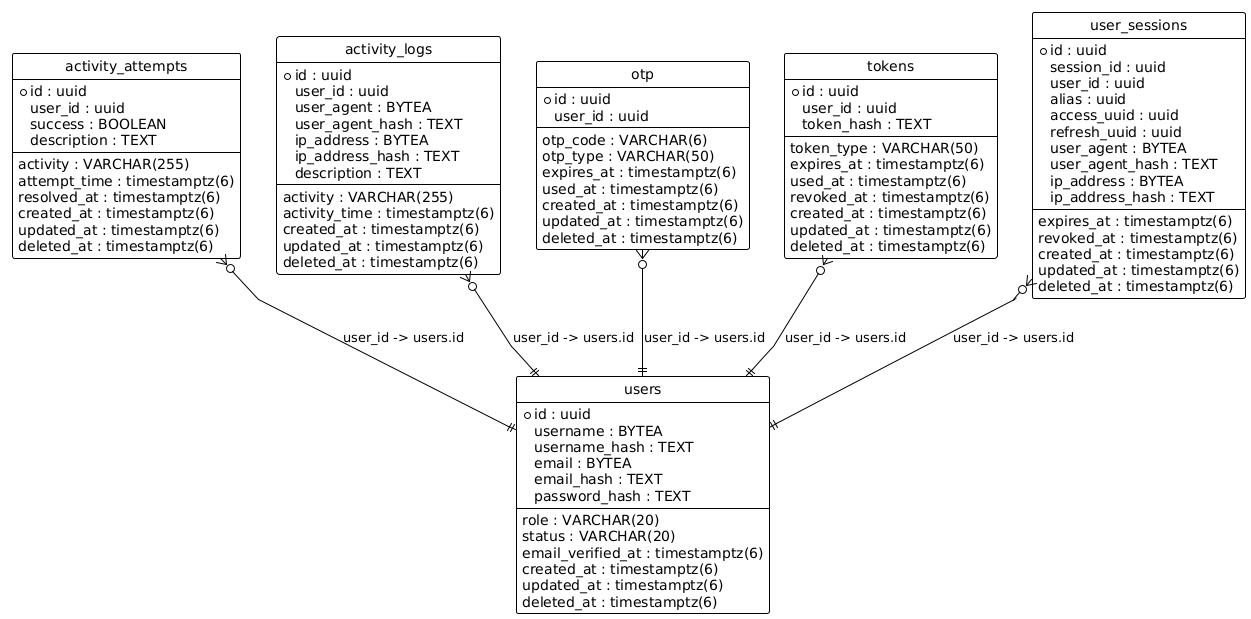 activity_attempts
id : uuid
user_id : uuid
success : BOOLEAN
description : TEXT
activity : VARCHAR(255)
attempt_time : timestamptz(6)
resolved_at : timestamptz(6)
created_at : timestamptz(6)
updated_at : timestamptz(6)
deleted_at : timestamptz(6)
activity_logs
id : uuid
user_id : uuid
user_agent : BYTEA
user_agent_hash : TEXT
ip_address : BYTEA
ip_address_hash : TEXT
description : TEXT
activity : VARCHAR(255)
activity_time : timestamptz(6)
created_at : timestamptz(6)
updated_at : timestamptz(6)
deleted_at : timestamptz(6)
otp
id : uuid
user_id : uuid
otp_code : VARCHAR(6)
otp_type : VARCHAR(50)
expires_at : timestamptz(6)
used_at : timestamptz(6)
created_at : timestamptz(6)
updated_at : timestamptz(6)
deleted_at : timestamptz(6)
tokens
id : uuid
user_id : uuid
token_hash : TEXT
token_type : VARCHAR(50)
expires_at : timestamptz(6)
used_at : timestamptz(6)
revoked_at : timestamptz(6)
created_at : timestamptz(6)
updated_at : timestamptz(6)
deleted_at : timestamptz(6)
user_sessions
id : uuid
session_id : uuid
user_id : uuid
alias : uuid
access_uuid : uuid
refresh_uuid : uuid
user_agent : BYTEA
user_agent_hash : TEXT
ip_address : BYTEA
ip_address_hash : TEXT
expires_at : timestamptz(6)
revoked_at : timestamptz(6)
created_at : timestamptz(6)
updated_at : timestamptz(6)
deleted_at : timestamptz(6)
user_id -> users.id
user_id -> users.id
user_id -> users.id
user_id -> users.id
user_id -> users.id
users
id : uuid
username : BYTEA
username_hash : TEXT
email : BYTEA
email_hash : TEXT
password_hash : TEXT
role : VARCHAR(20)
status : VARCHAR(20)
email_verified_at : timestamptz(6)
created_at : timestamptz(6)
updated_at : timestamptz(6)
deleted_at : timestamptz(6)